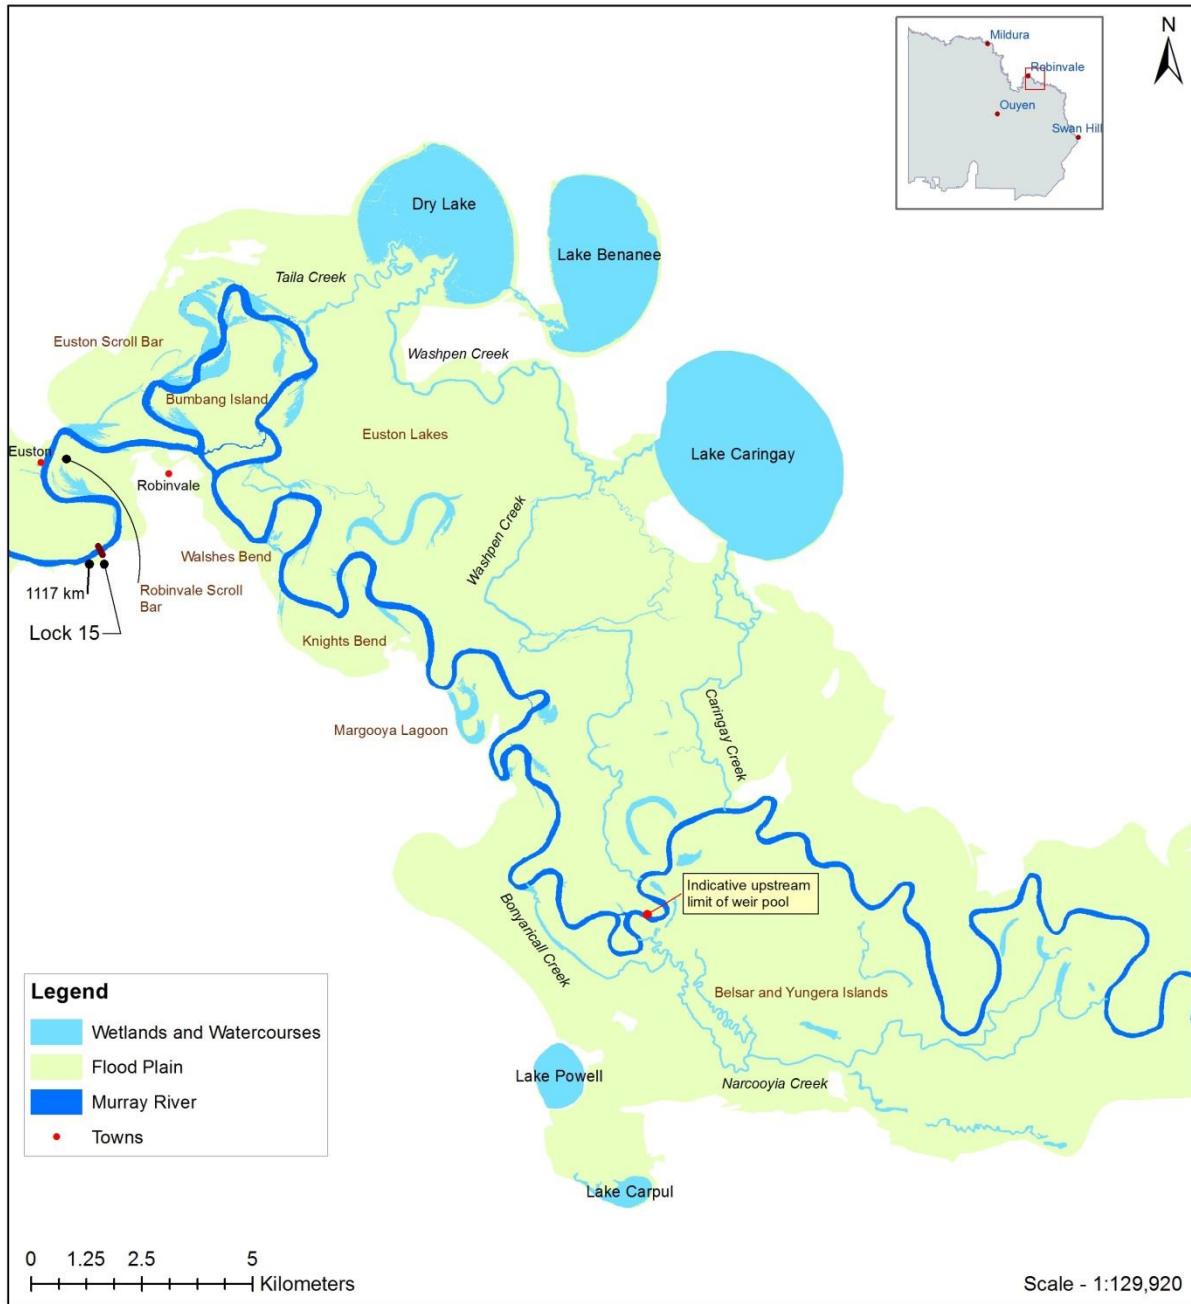 N
Mildura
Robinvale
Ouyen
Swan Hill
Dry Lake
Lake Benanee
Taila Creek
Euston Scroll Bar
Washpen Creek
Bumbang Island
Euston Lakes
Euston
Lake Caringay
Robinvale
Washpen Creek
Walshes Bend
1117 km
Robinvale Scroll
Bar
Lock 15
Knights Bend
Caringay Creek
Margooya Lagoon
Indicative upstream
limit of weir pool
Bonyaricall Creek
Belsar and Yungera Islands
Legend
Wetlands and Watercourses
Flood Plain
Murray River
Towns
Lake Powell
Narcooyia Creek
Lake Carpul
0 1.25 2.5 5
Kilometers
Scale - 1:129,920